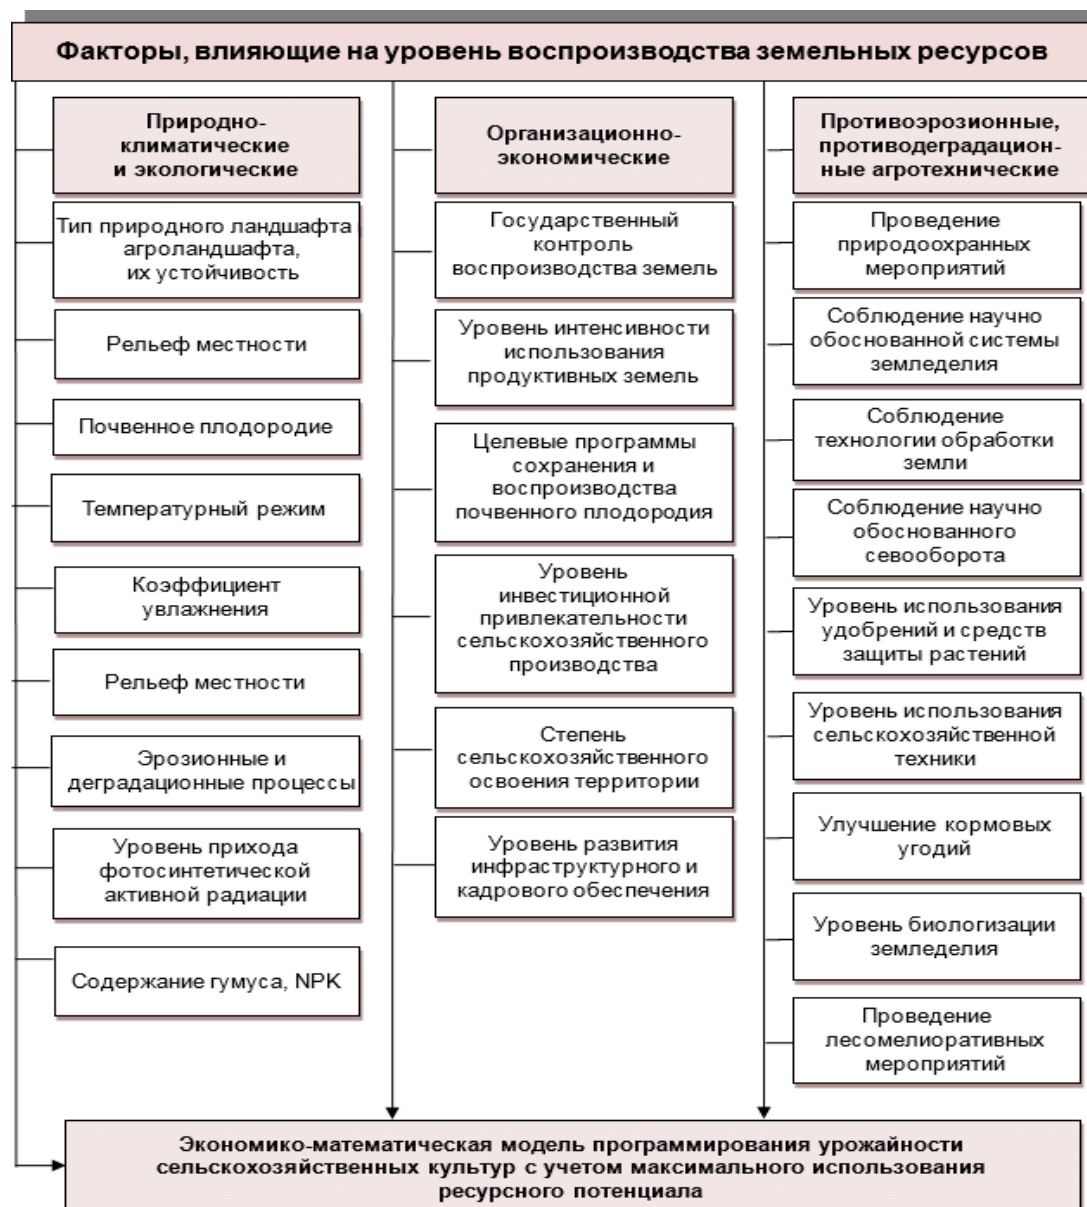 Факторы, влияющие на уровень воспроизводства земельных ресурсов
Природно-
климатические
и экологические
Тип природного ландшафта
агроландшафта,
их устойчивость
Рельеф местности
Почвенное плодородие
Температурный режим
Коэффициент
увлажнения
Рельеф местности
Эрозионные и
деградационные процессы
Уровень прихода
фотосинтетической
активной радиации
Содержание гумуса, NPK
Организационно-
экономические
Государственный
контроль
воспроизводства земель
Уровень интенсивности
использования
продуктивных земель
Целевые программы
сохранения и
воспроизводства
почвенного плодородия
Уровень
инвестиционной
привлекательности
сельскохозяйственного
производства
Степень
сельскохозяйственного
освоения территории
Уровень развития
инфраструктурного и
кадрового обеспечения
Противоэрозионные,
противодеградацион-
ные агротехнические
Проведение
природоохранных
мероприятий
Соблюдение научно
обоснованной системы
земледелия
Соблюдение
технологии обработки
земли
Соблюдение научно
обоснованного
севооборота
Уровень использования
удобрений и средств
защиты растений
Уровень использования
сельскохозяйственной
техники
Улучшение кормовых
угодий
Уровень биологизации
земледелия
Проведение
лесомелиоративных
мероприятий
Экономико-математическая модель программирования урожайности
сельскохозяйственных культур с учетом максимального использования
ресурсного потенциала